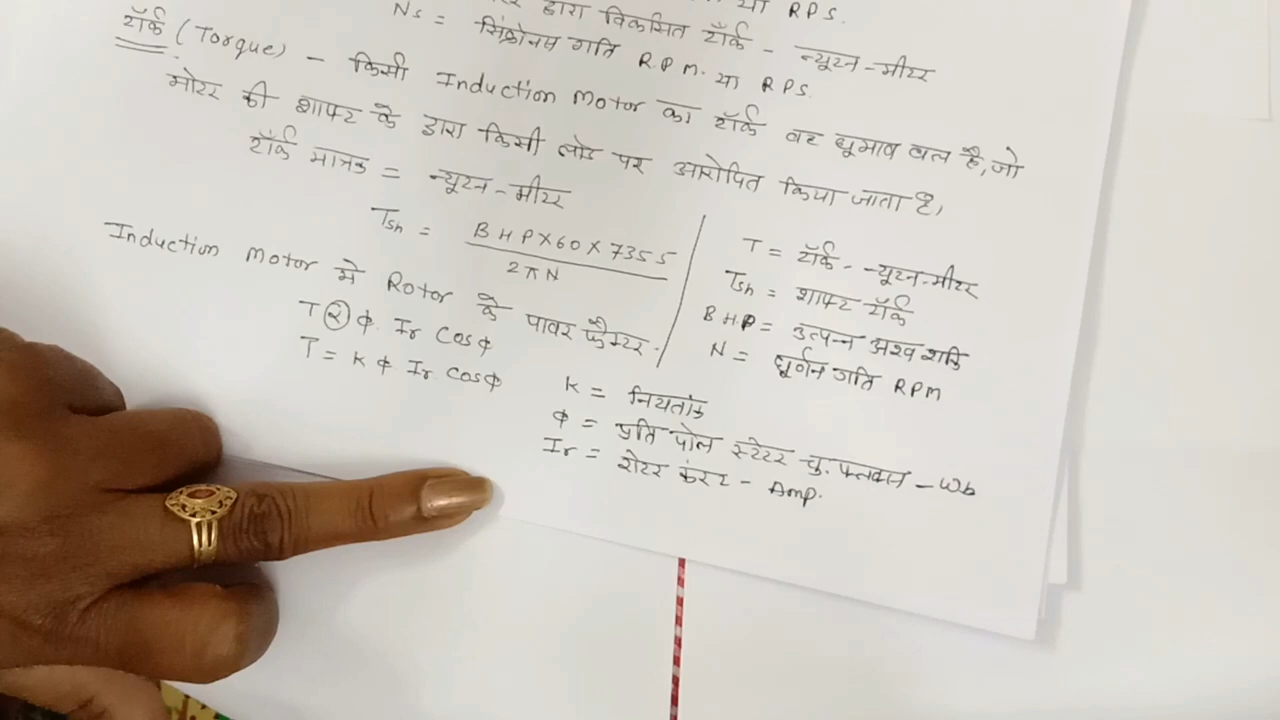 या RPS.
द्वारा विकसित टॉर्क - न्यूटन-मीटर
Ns = सिंक्रोनस गति R.P.M. या RPS.
टॉर्क (Torque) - किसी Induction Motor का टॉर्क वह घूमाव बल है, जो
मोटर की शाफ्ट के द्वारा किसी लोड पर आरोपित किया जाता है,
टॉर्क मात्रक = न्यूटन-मीटर
Tsh = BHP×60×735.5 / 2πN
T = टॉर्क - न्यूटन-मीटर
Tsh = शाफ्ट टॉर्क
B H.P = उत्पन्न अश्व शक्ति
N = घूर्णन गति RPM
Induction Motor मे Rotor के पावर फैक्टर.
T α ϕ Ir Cosϕ
T = K ϕ Ir Cosϕ
K = नियतांक
ϕ = प्रति पोल स्टेटर चु. फ्लक्स - Wb
Ir = रोटर करंट - Amp.